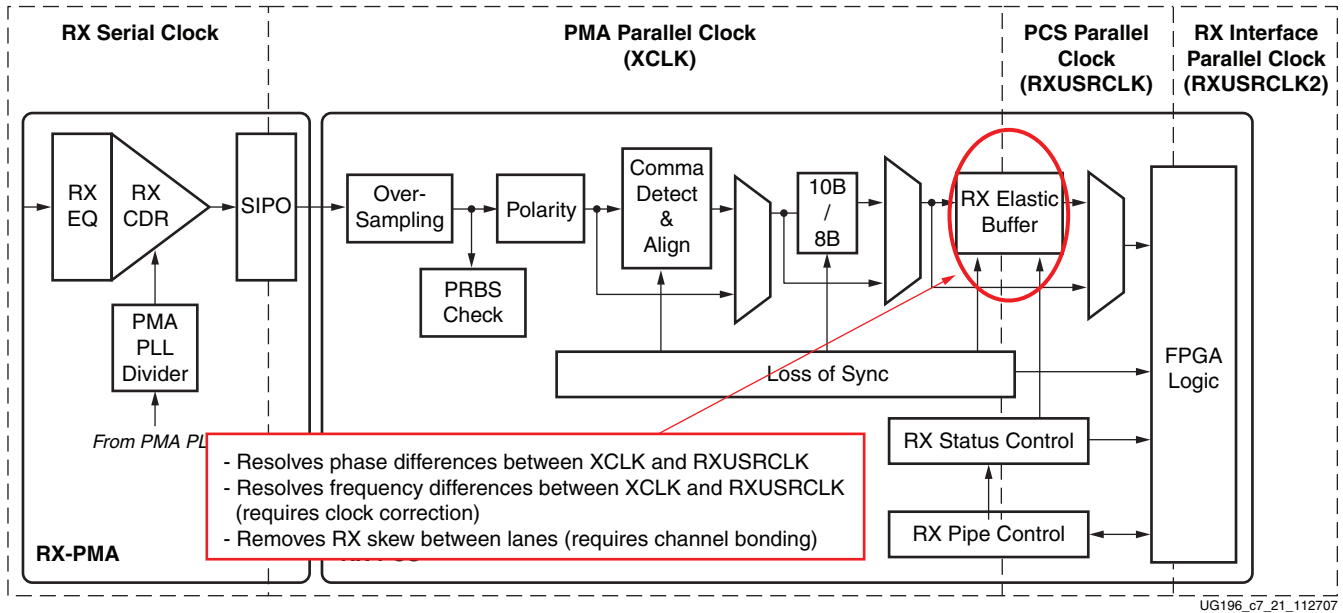 RX Serial Clock
PMA Parallel Clock
(XCLK)
PCS Parallel
Clock
(RXUSRCLK)
RX Interface
Parallel Clock
(RXUSRCLK2)
RX
EQ
RX
CDR
SIPO
Over-
Sampling
Polarity
Comma
Detect
&
Align
10B
/
8B
RX Elastic
Buffer
PRBS
Check
PMA
PLL
Divider
From PMA PL
Loss of Sync
FPGA
Logic
RX Status Control
RX Pipe Control
- Resolves phase differences between XCLK and RXUSRCLK
- Resolves frequency differences between XCLK and RXUSRCLK
(requires clock correction)
- Removes RX skew between lanes (requires channel bonding)
RX-PMA
UG196_c7_21_112707